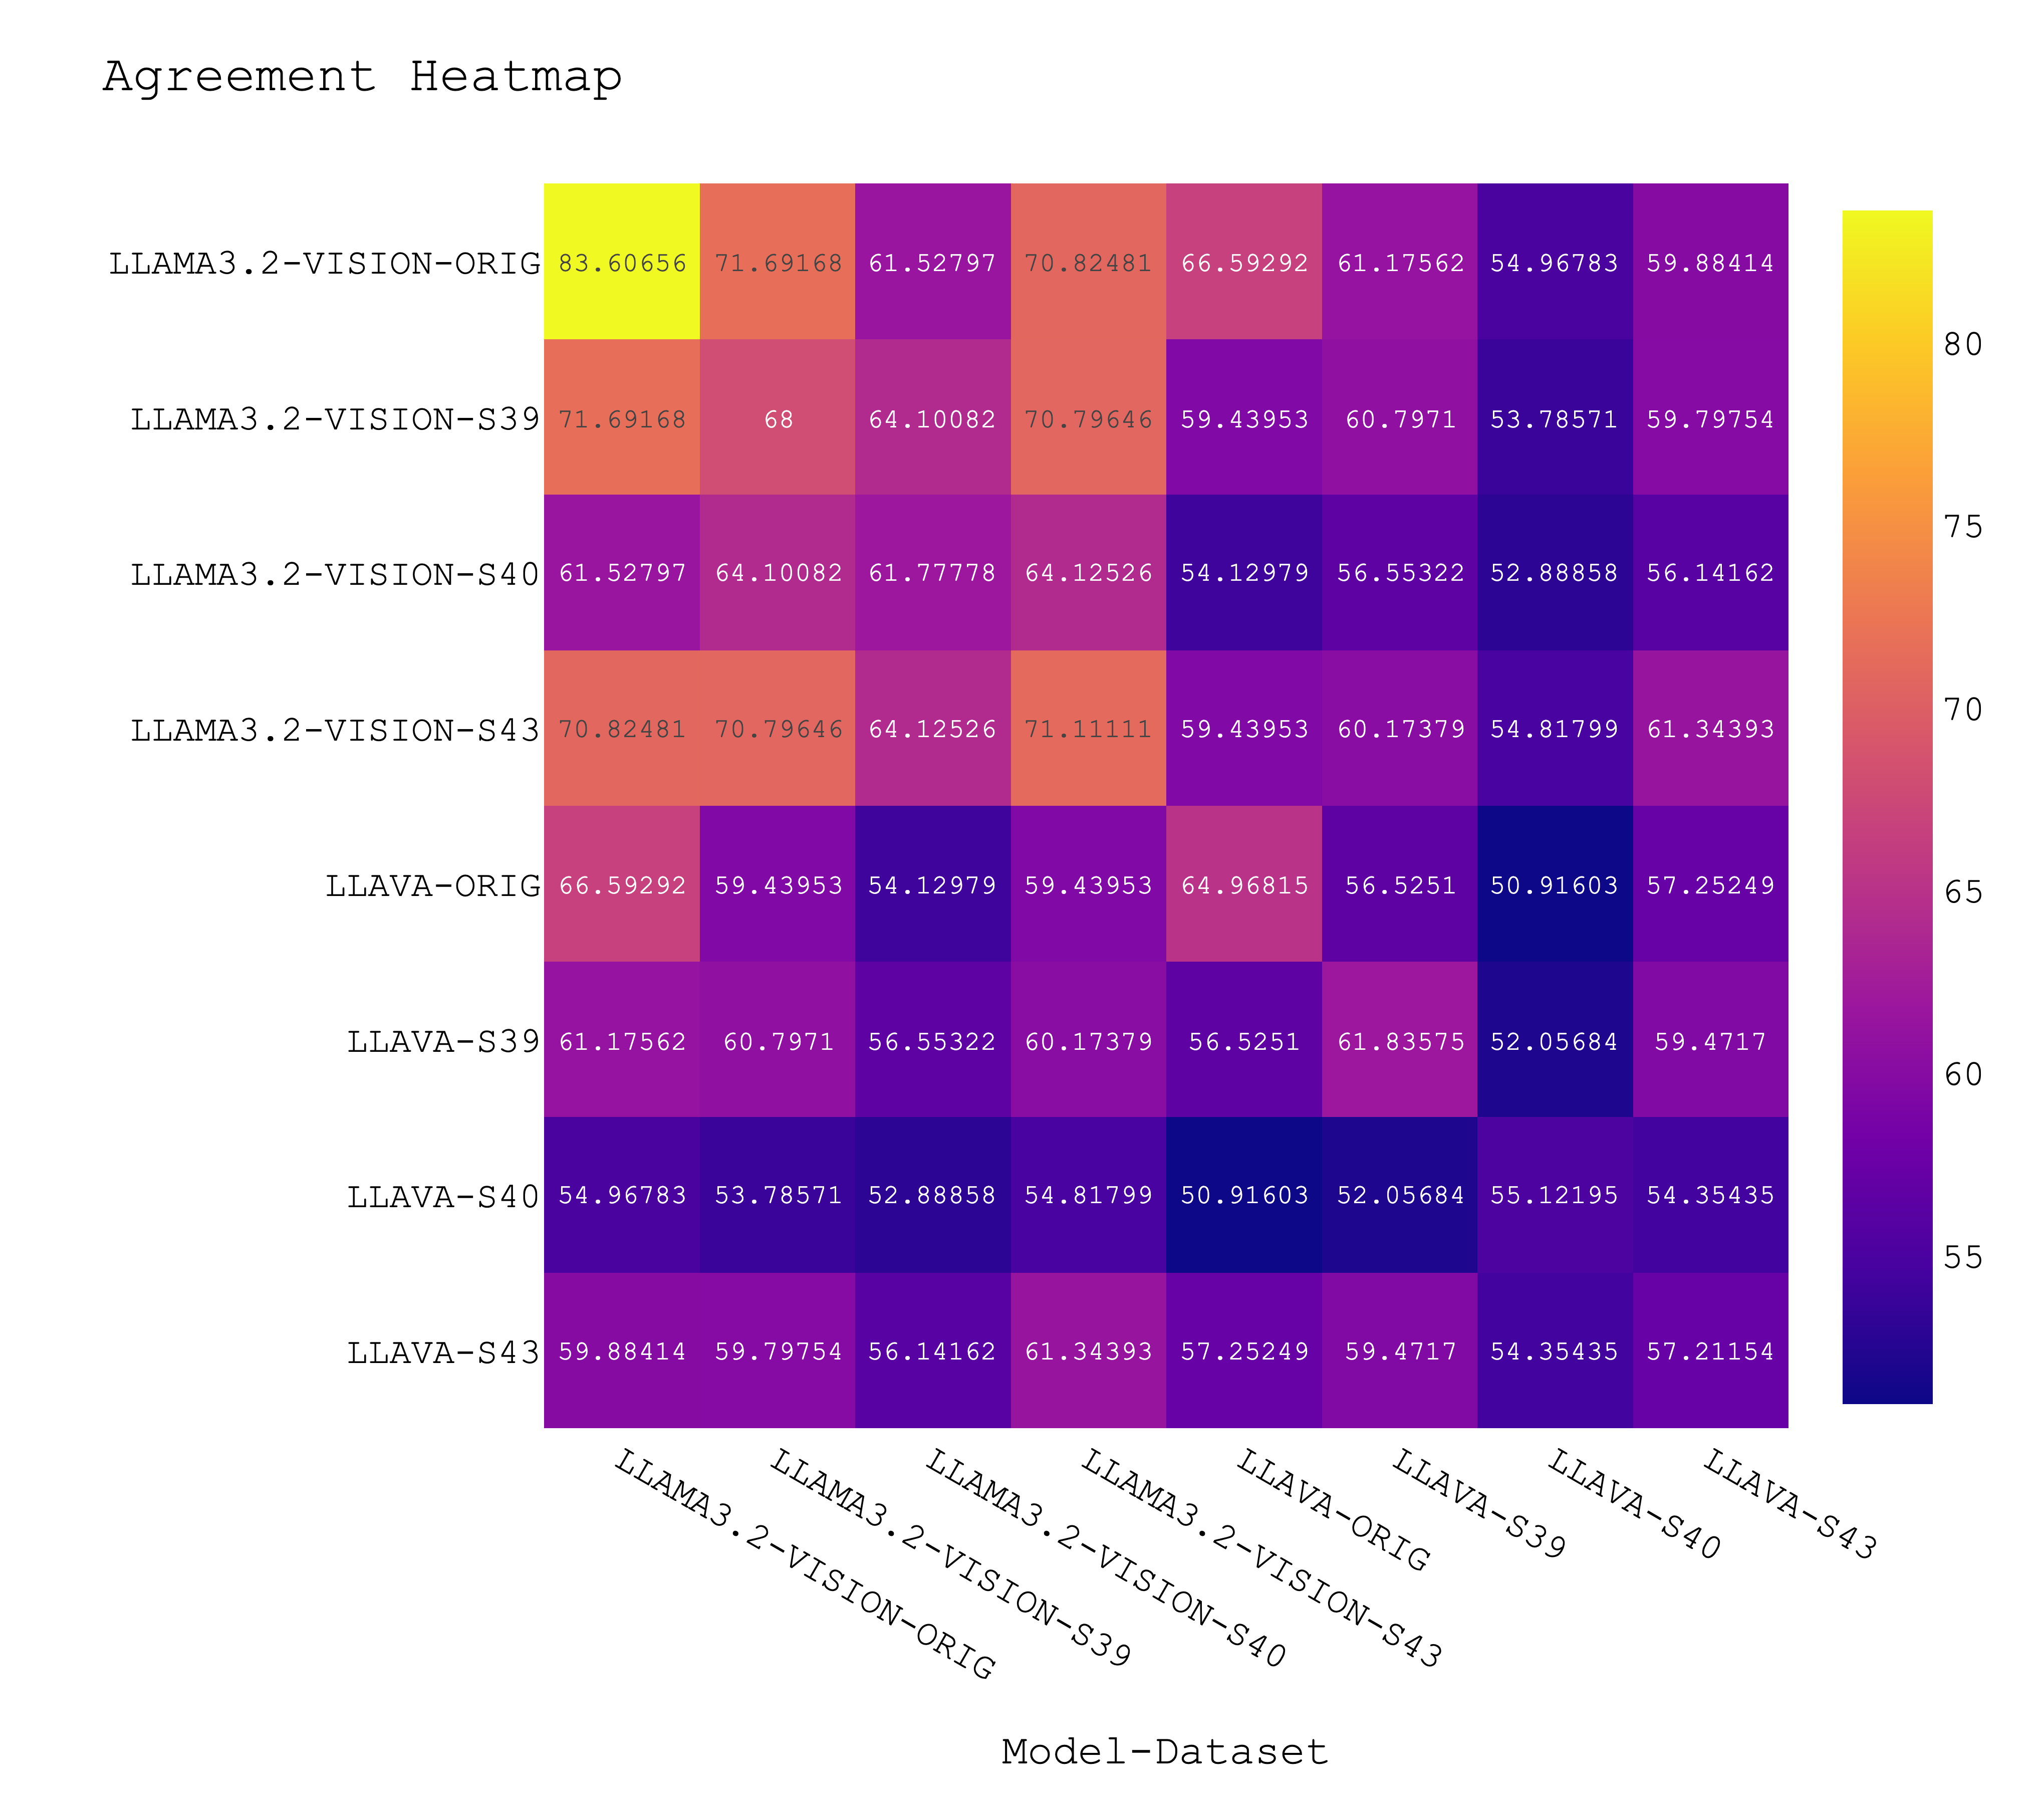 Agreement Heatmap
LLAMA3.2-VISION-ORIG 83.60656 71.69168 61.52797 70.82481 66.59292 61.17562 54.96783 59.88414
LLAMA3.2-VISION-S39 71.69168 68 64.10082 70.79646 59.43953 60.7971 53.78571 59.79754
LLAMA3.2-VISION-S40 61.52797 64.10082 61.77778 64.12526 54.12979 56.55322 52.88858 56.14162
LLAMA3.2-VISION-S43 70.82481 70.79646 64.12526 71.11111 59.43953 60.17379 54.81799 61.34393
LLAVA-ORIG 66.59292 59.43953 54.12979 59.43953 64.96815 56.5251 50.91603 57.25249
LLAVA-S39 61.17562 60.7971 56.55322 60.17379 56.5251 61.83575 52.05684 59.4717
LLAVA-S40 54.96783 53.78571 52.88858 54.81799 50.91603 52.05684 55.12195 54.35435
LLAVA-S43 59.88414 59.79754 56.14162 61.34393 57.25249 59.4717 54.35435 57.21154
80
75
70
65
60
55
LLAMA3.2-VISION-ORIG
LLAMA3.2-VISION-S39
LLAMA3.2-VISION-S40
LLAMA3.2-VISION-S43
LLAVA-ORIG
LLAVA-S39
LLAVA-S40
LLAVA-S43
Model-Dataset